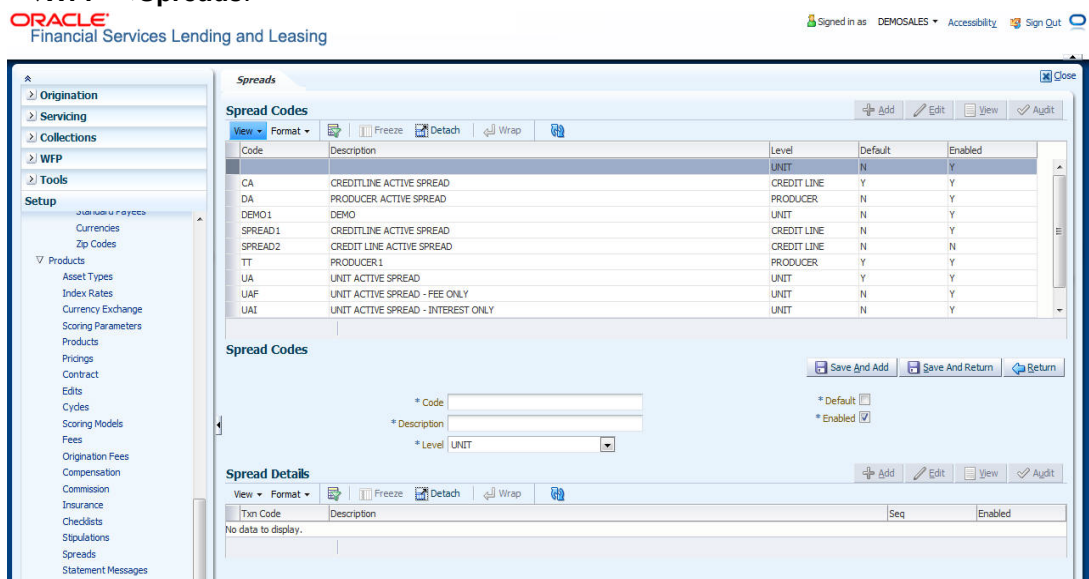 Spreads.
ORACLE
Financial Services Lending and Leasing
Signed in as DEMOSALES Accessibility Sign Out
Close
Origination
Servicing
Collections
WFP
Tools
Setup
Standard Payees
Currencies
Zip Codes
Products
Asset Types
Index Rates
Currency Exchange
Scoring Parameters
Products
Pricings
Contract
Edits
Cycles
Scoring Models
Fees
Origination Fees
Compensation
Commission
Insurance
Checklists
Stipulations
Spreads
Statement Messages
Spreads
Spread Codes
Add Edit View Audit
View Format Freeze Detach Wrap
Code Description Level Default Enabled
UNIT N Y
CA CREDITLINE ACTIVE SPREAD CREDIT LINE Y Y
DA PRODUCER ACTIVE SPREAD PRODUCER N Y
DEMO1 DEMO UNIT N Y
SPREAD1 CREDITLINE ACTIVE SPREAD CREDIT LINE N Y
SPREAD2 CREDIT LINE ACTIVE SPREAD CREDIT LINE N N
TT PRODUCER1 PRODUCER Y Y
UA UNIT ACTIVE SPREAD UNIT Y Y
UAF UNIT ACTIVE SPREAD - FEE ONLY UNIT N Y
UAI UNIT ACTIVE SPREAD - INTEREST ONLY UNIT N Y
Spread Codes
Save And Add Save And Return Return
* Code
* Description
* Level UNIT
* Default
* Enabled
Spread Details
Add Edit View Audit
View Format Freeze Detach Wrap
Txn Code Description Seq Enabled
No data to display.